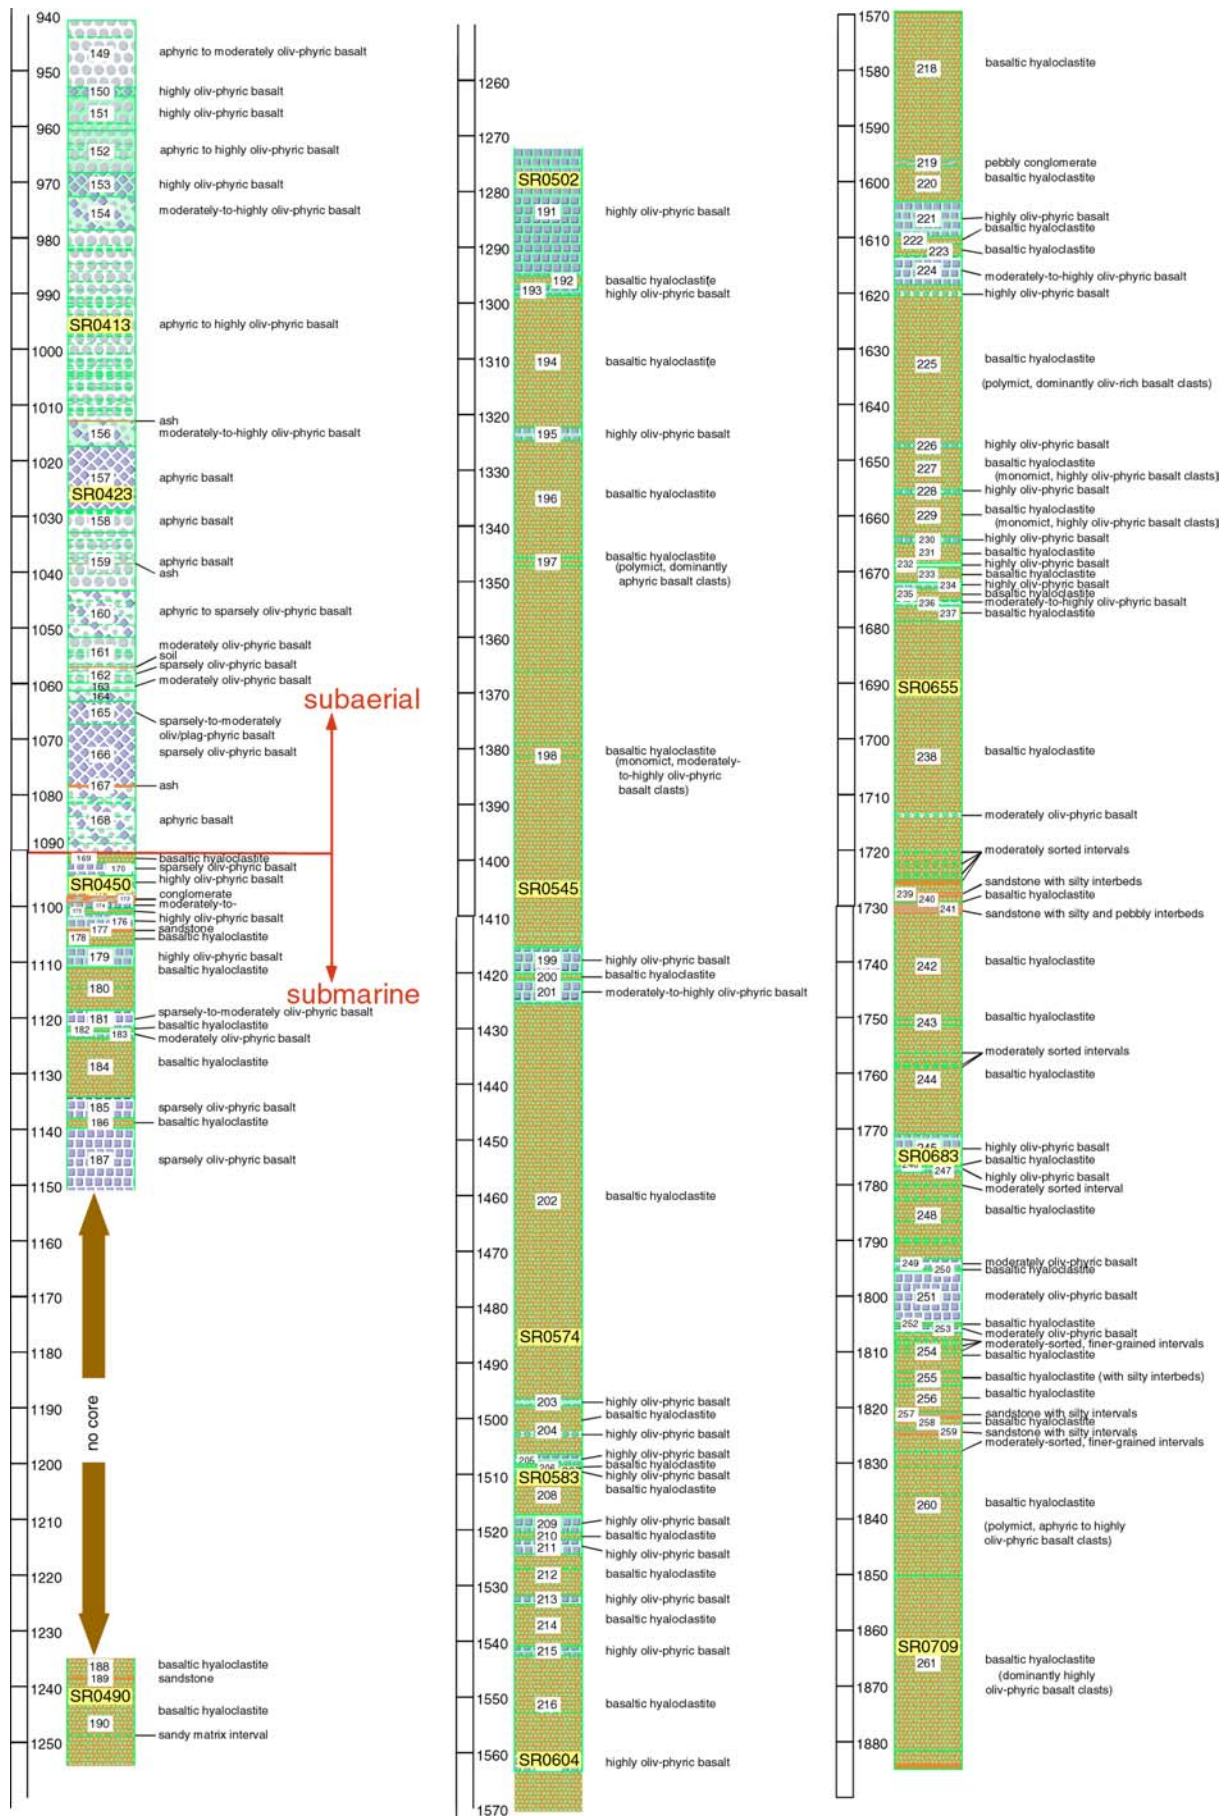 940
149
aphyric to moderately oliv-phyric basalt
950
150
highly oliv-phyric basalt
151
highly oliv-phyric basalt
960
152
aphyric to highly oliv-phyric basalt
970
153
highly oliv-phyric basalt
154
moderately-to-highly oliv-phyric basalt
980
990
SR0413
aphyric to highly oliv-phyric basalt
1000
1010
ash
156
moderately-to-highly oliv-phyric basalt
1020
157
aphyric basalt
SR0423
1030
158
aphyric basalt
159
aphyric basalt
1040
ash
160
aphyric to sparsely oliv-phyric basalt
1050
161
moderately oliv-phyric basalt
soil
162
sparsely oliv-phyric basalt
1060
163
moderately oliv-phyric basalt
164
165
sparsely-to-moderately
oliv/plag-phyric basalt
1070
166
sparsely oliv-phyric basalt
167
ash
1080
168
aphyric basalt
1090
subaerial
submarine
169
basaltic hyaloclastite
170
sparsely oliv-phyric basalt
SR0450
highly oliv-phyric basalt
conglomerate
1100
174
moderately-to-
176
highly oliv-phyric basalt
177
sandstone
178
basaltic hyaloclastite
179
highly oliv-phyric basalt
1110
basaltic hyaloclastite
180
1120
181
sparsely-to-moderately oliv-phyric basalt
182
basaltic hyaloclastite
183
moderately oliv-phyric basalt
184
basaltic hyaloclastite
1130
185
sparsely oliv-phyric basalt
186
basaltic hyaloclastite
1140
187
sparsely oliv-phyric basalt
1150
1160
1170
1180
1190
no core
1200
1210
1220
1230
188
basaltic hyaloclastite
189
sandstone
1240
SR0490
basaltic hyaloclastite
190
sandy matrix interval
1250
1260
1270
SR0502
1280
191
highly oliv-phyric basalt
1290
192
basaltic hyaloclastite
193
highly oliv-phyric basalt
1300
194
basaltic hyaloclastite
1310
1320
195
highly oliv-phyric basalt
1330
196
basaltic hyaloclastite
1340
197
basaltic hyaloclastite
(polymict, dominantly
aphyric basalt clasts)
1350
1360
1370
1380
198
basaltic hyaloclastite
(monomict, moderately-
to-highly oliv-phyric
basalt clasts)
1390
1400
SR0545
1410
199
highly oliv-phyric basalt
1420
200
basaltic hyaloclastite
201
moderately-to-highly oliv-phyric basalt
1430
1440
1450
1460
202
basaltic hyaloclastite
1470
1480
SR0574
1490
203
highly oliv-phyric basalt
1500
basaltic hyaloclastite
204
highly oliv-phyric basalt
205
highly oliv-phyric basalt
206
basaltic hyaloclastite
1510
SR0583
highly oliv-phyric basalt
208
basaltic hyaloclastite
209
highly oliv-phyric basalt
1520
210
basaltic hyaloclastite
211
highly oliv-phyric basalt
212
basaltic hyaloclastite
1530
213
highly oliv-phyric basalt
214
basaltic hyaloclastite
1540
215
highly oliv-phyric basalt
1550
216
basaltic hyaloclastite
1560
SR0604
highly oliv-phyric basalt
1570
1570
218
basaltic hyaloclastite
1580
1590
219
pebbly conglomerate
1600
220
basaltic hyaloclastite
221
highly oliv-phyric basalt
1610
222
basaltic hyaloclastite
223
basaltic hyaloclastite
224
moderately-to-highly oliv-phyric basalt
1620
highly oliv-phyric basalt
1630
225
basaltic hyaloclastite
(polymict, dominantly oliv-rich basalt clasts)
1640
226
highly oliv-phyric basalt
1650
227
basaltic hyaloclastite
(monomict, highly oliv-phyric basalt clasts)
228
highly oliv-phyric basalt
1660
229
basaltic hyaloclastite
(monomict, highly oliv-phyric basalt clasts)
230
highly oliv-phyric basalt
231
basaltic hyaloclastite
232
highly oliv-phyric basalt
1670
233
basaltic hyaloclastite
234
highly oliv-phyric basalt
235
basaltic hyaloclastite
236
moderately-to-highly oliv-phyric basalt
237
basaltic hyaloclastite
1680
1690
SR0655
1700
238
basaltic hyaloclastite
1710
moderately oliv-phyric basalt
1720
moderately sorted intervals
sandstone with silty interbeds
239
240
basaltic hyaloclastite
1730
241
sandstone with silty and pebbly interbeds
1740
242
basaltic hyaloclastite
1750
243
basaltic hyaloclastite
moderately sorted intervals
1760
244
basaltic hyaloclastite
1770
highly oliv-phyric basalt
SR0683
basaltic hyaloclastite
247
highly oliv-phyric basalt
1780
moderately sorted interval
248
basaltic hyaloclastite
1790
249
moderately oliv-phyric basalt
250
basaltic hyaloclastite
1800
251
moderately oliv-phyric basalt
252
basaltic hyaloclastite
253
moderately oliv-phyric basalt
moderately-sorted, finer-grained intervals
1810
254
basaltic hyaloclastite
255
basaltic hyaloclastite (with silty interbeds)
256
basaltic hyaloclastite
1820
257
sandstone with silty intervals
258
basaltic hyaloclastite
259
sandstone with silty intervals
moderately-sorted, finer-grained intervals
1830
260
basaltic hyaloclastite
1840
(polymict, aphyric to highly
oliv-phyric basalt clasts)
1850
1860
SR0709
261
basaltic hyaloclastite
(dominantly highly
oliv-phyric basalt clasts)
1870
1880